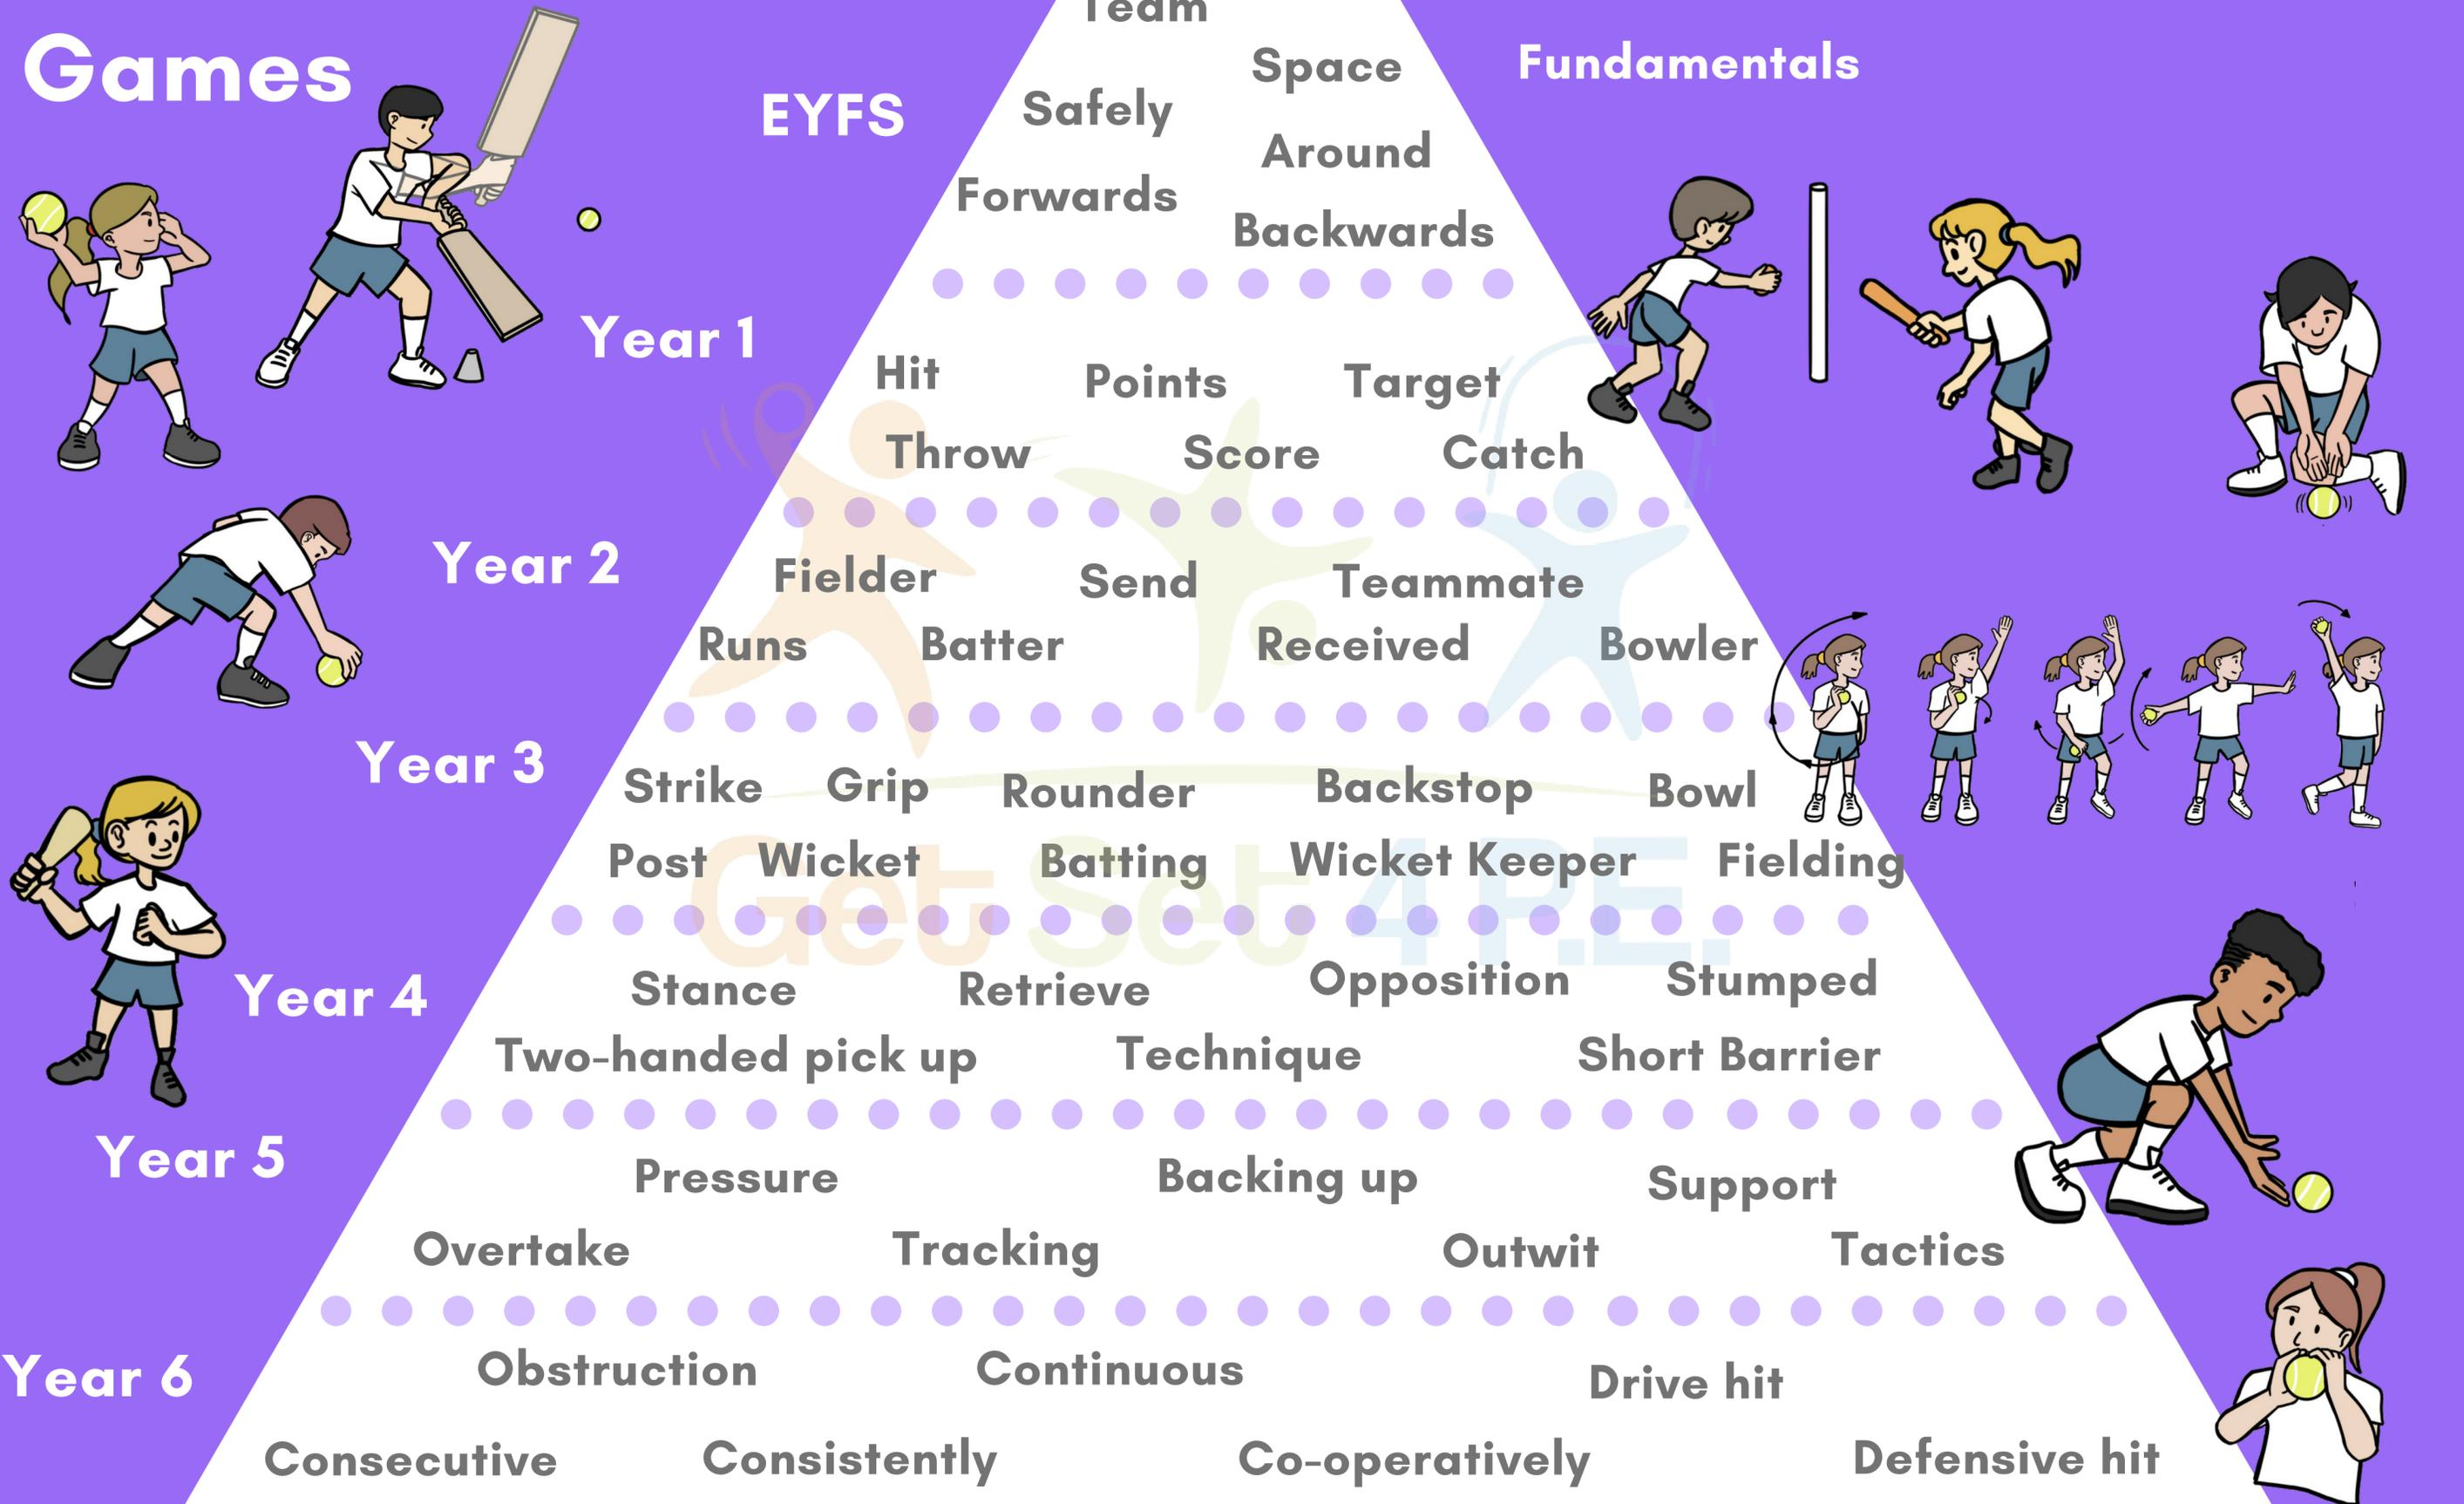 Games
EYFS
Fundamentals
Team
Space
Safely
Around
Forwards
Backwards
Year 1
Hit Points Target
Throw Score Catch
Year 2
Fielder Send Teammate
Runs Batter Received Bowler
Year 3
Strike Grip Rounder Backstop Bowl
Post Wicket Batting Wicket Keeper Fielding
Get Set 4 P.E.
Year 4
Stance Retrieve Opposition Stumped
Two-handed pick up Technique Short Barrier
Year 5
Pressure Backing up Support
Overtake Tracking Outwit Tactics
Year 6
Obstruction Continuous Drive hit
Consecutive Consistently Co-operatively Defensive hit